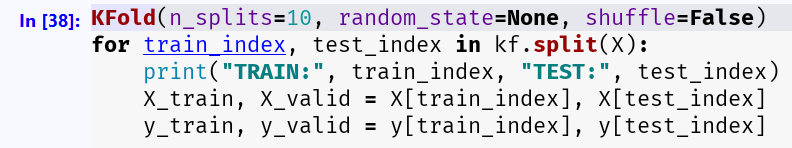 In [38]: KFold(n_splits=10, random_state=None, shuffle=False)
for train_index, test_index in kf.split(X):
    print("TRAIN:", train_index, "TEST:", test_index)
    X_train, X_valid = X[train_index], X[test_index]
    y_train, y_valid = y[train_index], y[test_index]